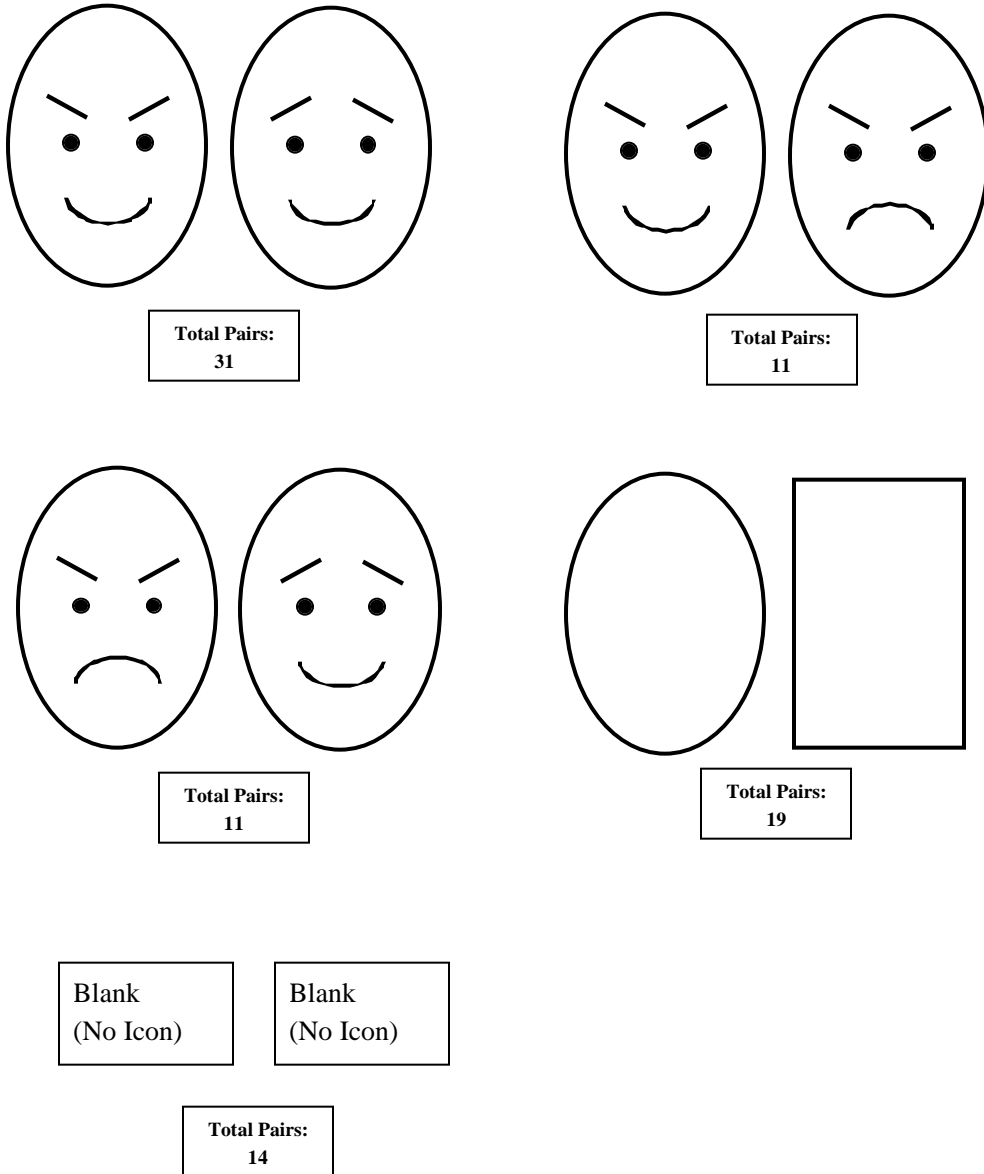 Total Pairs:
31
Total Pairs:
11
Total Pairs:
11
Total Pairs:
19
Blank
(No Icon)
Blank
(No Icon)
Total Pairs:
14